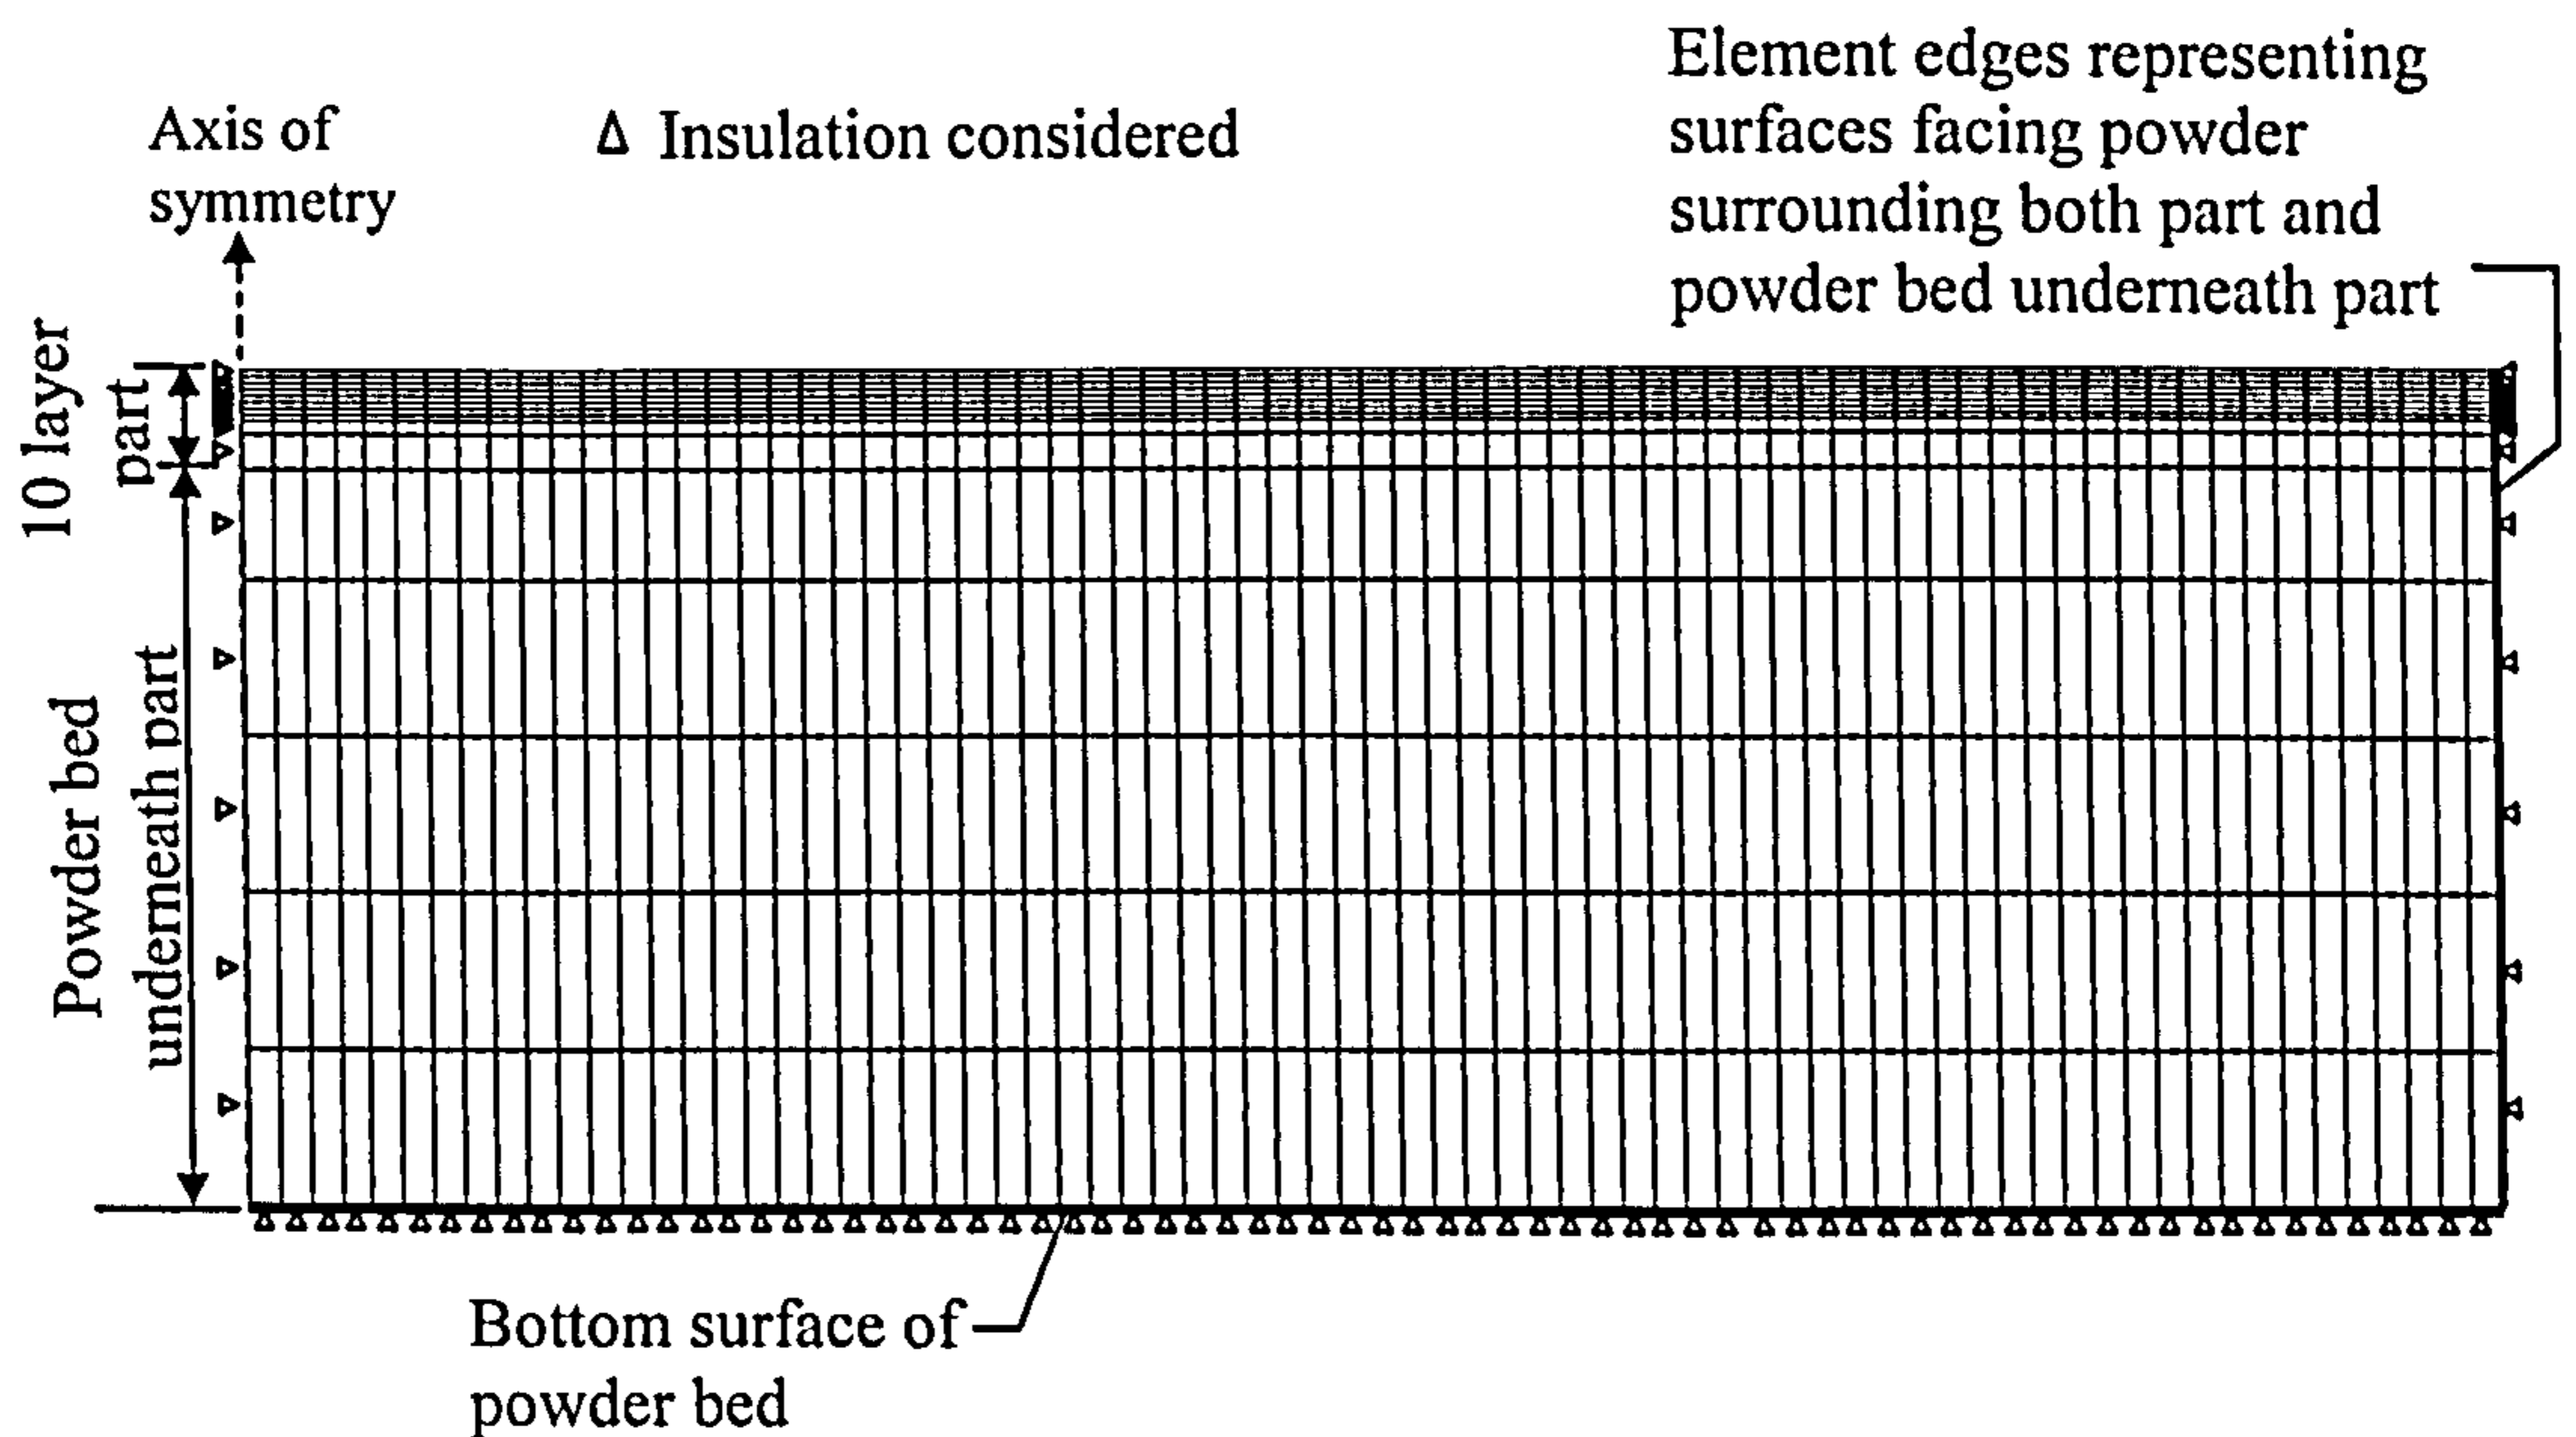 Axis of
symmetry
Δ Insulation considered
Element edges representing
surfaces facing powder
surrounding both part and
powder bed underneath part
10 layer
part
Powder bed
underneath part
Bottom surface of
powder bed